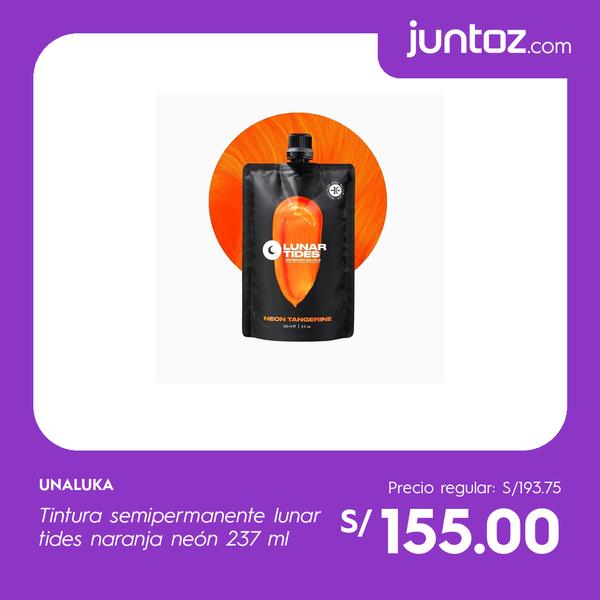 juntoz.com
LUNAR
TIDES
NEON TANGERINE
UNALUKA
Tintura semipermanente lunar
tides naranja neón 237 ml
Precio regular: S/193.75
S/155.00